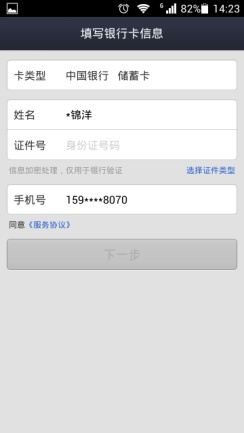 6 82% 14:23
填写银行卡信息
卡类型 中国银行 储蓄卡
姓名 *锦洋
证件号 身份证号码
信息加密处理，仅用于银行验证 选择证件类型
手机号 159****8070
同意《服务协议》
下一步